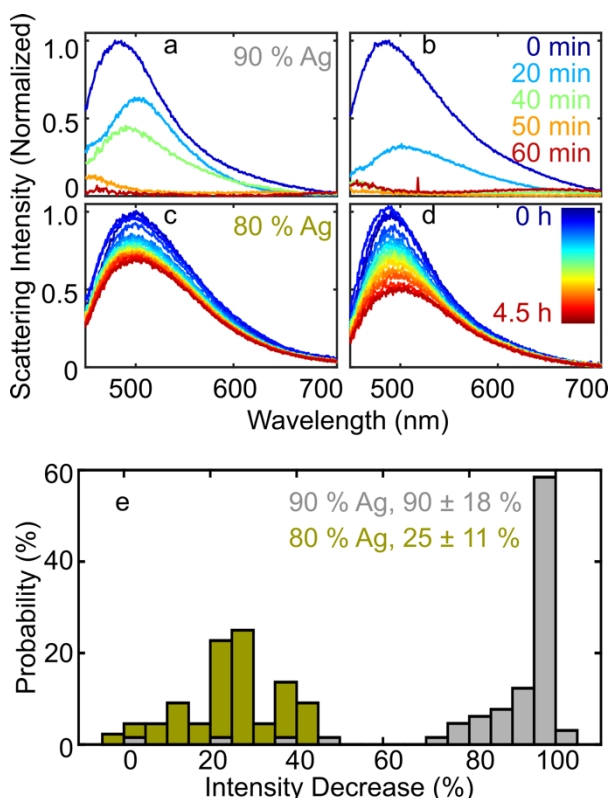 Scattering Intensity (Normalized)
1.0
0.5
0
a
90 % Ag
b
0 min
20 min
40 min
50 min
60 min
1.0
0.5
0
c
80 % Ag
d
0 h
4.5 h
500 600 700
500 600 700
Wavelength (nm)
e
90 % Ag, 90 ± 18 %
80 % Ag, 25 ± 11 %
Probability (%)
60
40
20
0
0 20 40 60 80 100
Intensity Decrease (%)